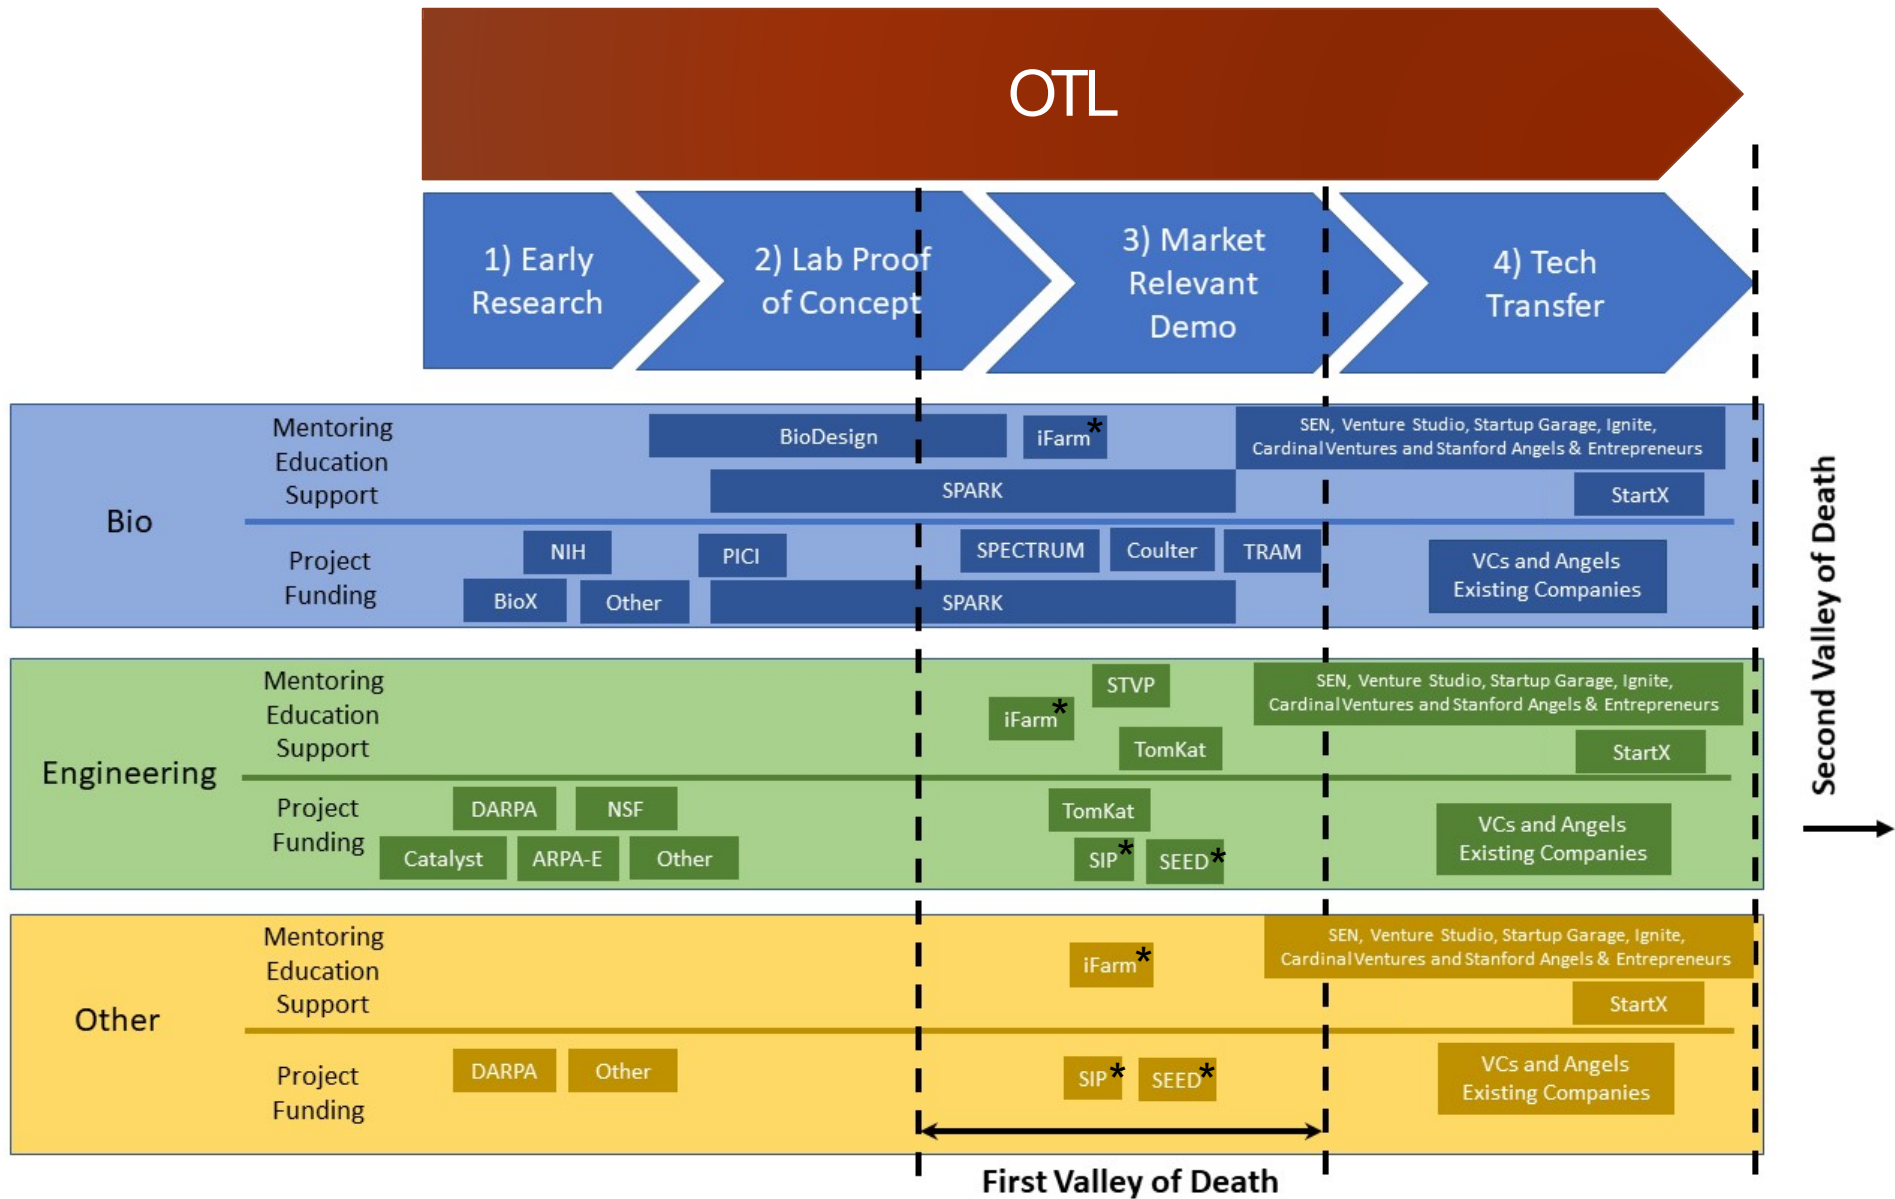 OTL
1) Early
Research
2) Lab Proof
of Concept
3) Market
Relevant
Demo
4) Tech
Transfer
Bio
Mentoring
Education
Support
BioDesign
iFarm*
SEN, Venture Studio, Startup Garage, Ignite,
Cardinal Ventures and Stanford Angels & Entrepreneurs
SPARK
StartX
Project
Funding
NIH
PICI
SPECTRUM
Coulter
TRAM
VCs and Angels
Existing Companies
BioX
Other
SPARK
Engineering
Mentoring
Education
Support
STVP
iFarm*
TomKat
SEN, Venture Studio, Startup Garage, Ignite,
Cardinal Ventures and Stanford Angels & Entrepreneurs
StartX
Project
Funding
DARPA
NSF
TomKat
VCs and Angels
Existing Companies
Catalyst
ARPA-E
Other
SIP*
SEED*
Other
Mentoring
Education
Support
iFarm*
SEN, Venture Studio, Startup Garage, Ignite,
Cardinal Ventures and Stanford Angels & Entrepreneurs
StartX
Project
Funding
DARPA
Other
SIP*
SEED*
VCs and Angels
Existing Companies
First Valley of Death
Second Valley of Death